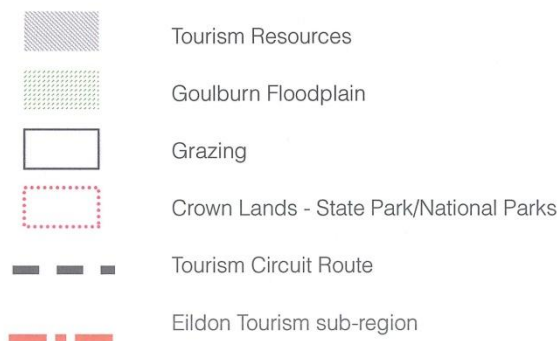 Tourism Resources
Goulburn Floodplain
Grazing
Crown Lands - State Park/National Parks
Tourism Circuit Route
Eildon Tourism sub-region